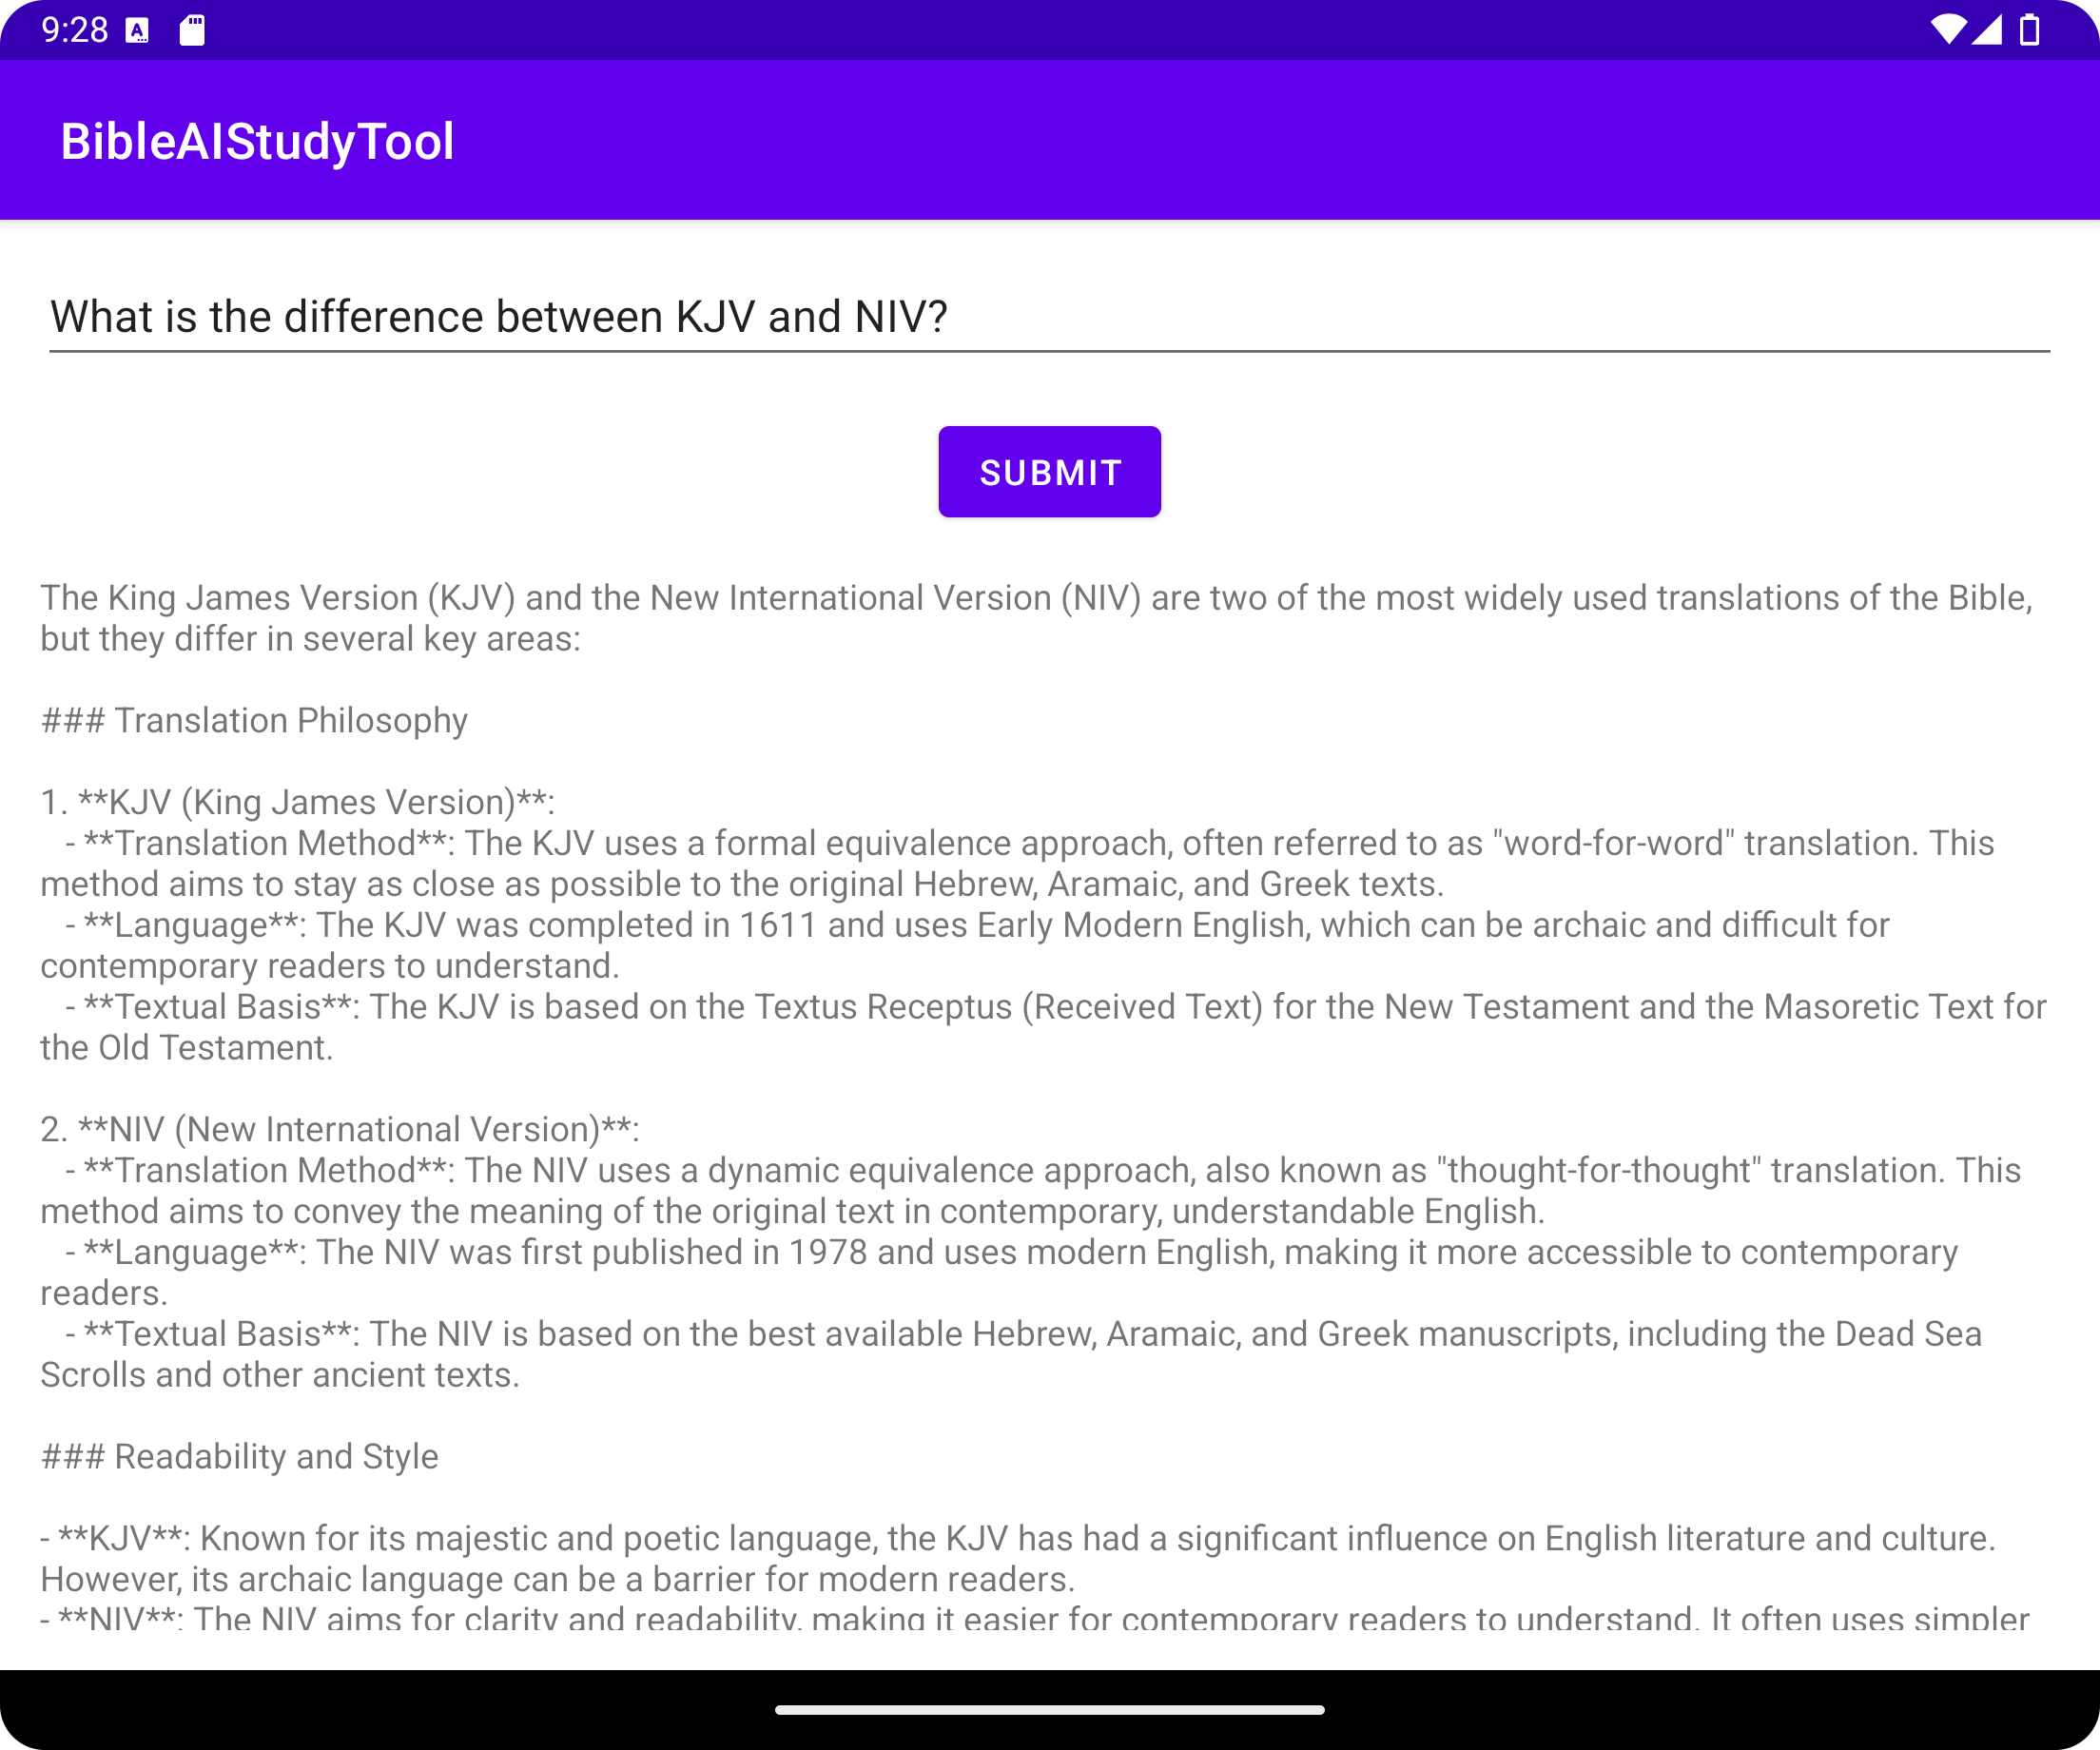 9:28
BibleAIStudyTool
What is the difference between KJV and NIV?
SUBMIT
The King James Version (KJV) and the New International Version (NIV) are two of the most widely used translations of the Bible,
but they differ in several key areas:
### Translation Philosophy
1. **KJV (King James Version)**:
- **Translation Method**: The KJV uses a formal equivalence approach, often referred to as "word-for-word" translation. This
method aims to stay as close as possible to the original Hebrew, Aramaic, and Greek texts.
- **Language**: The KJV was completed in 1611 and uses Early Modern English, which can be archaic and difficult for
contemporary readers to understand.
- **Textual Basis**: The KJV is based on the Textus Receptus (Received Text) for the New Testament and the Masoretic Text for
the Old Testament.
2. **NIV (New International Version)**:
- **Translation Method**: The NIV uses a dynamic equivalence approach, also known as "thought-for-thought" translation. This
method aims to convey the meaning of the original text in contemporary, understandable English.
- **Language**: The NIV was first published in 1978 and uses modern English, making it more accessible to contemporary
readers.
- **Textual Basis**: The NIV is based on the best available Hebrew, Aramaic, and Greek manuscripts, including the Dead Sea
Scrolls and other ancient texts.
### Readability and Style
- **KJV**: Known for its majestic and poetic language, the KJV has had a significant influence on English literature and culture.
However, its archaic language can be a barrier for modern readers.
- **NIV**: The NIV aims for clarity and readability, making it easier for contemporary readers to understand. It often uses simpler